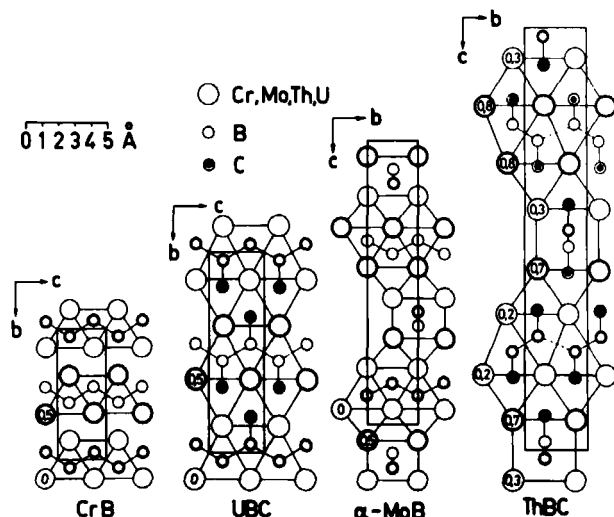 b
c
0,3
0,8
0,8
0,3
0,7
0,2
0,2
0,7
0,3
ThBC
Cr,Mo,Th,U
B
C
0 1 2 3 4 5 Å
b
c
0
0,5
α-MoB
c
b
0,5
0
UBC
c
b
0,5
0
CrB